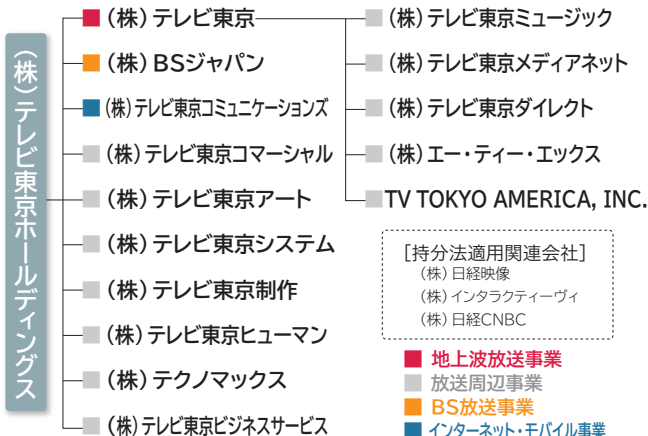 (株)テレビ東京ホールディングス
(株)テレビ東京
(株)BSジャパン
(株)テレビ東京コミュニケーションズ
(株)テレビ東京コマーシャル
(株)テレビ東京アート
(株)テレビ東京システム
(株)テレビ東京制作
(株)テレビ東京ヒューマン
(株)テクノマックス
(株)テレビ東京ビジネスサービス
(株)テレビ東京ミュージック
(株)テレビ東京メディアネット
(株)テレビ東京ダイレクト
(株)エー・ティー・エックス
TV TOKYO AMERICA, INC.
[持分法適用関連会社]
(株)日経映像
(株)インタラクティーヴィ
(株)日経CNBC
地上波放送事業
放送周辺事業
BS放送事業
インターネット・モバイル事業